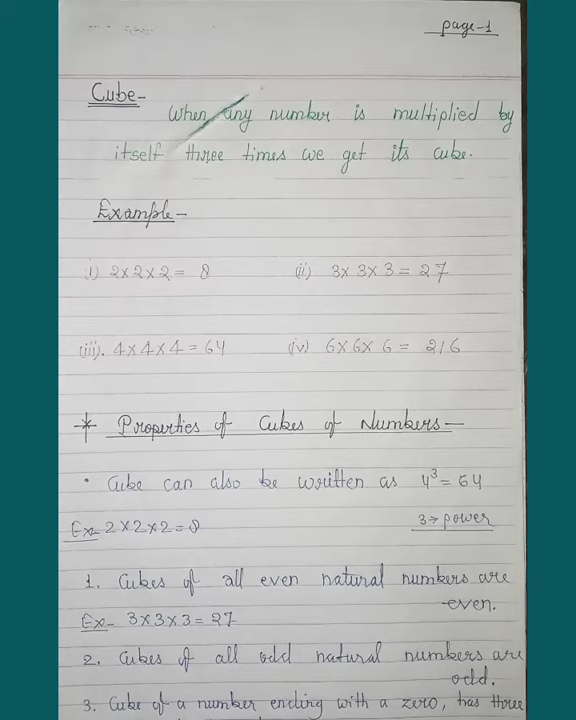 page-1
Cube-
When any number is multiplied by
itself three times we get its cube.
Example-
i) 2×2×2= 8 (ii) 3×3×3=27
(iii). 4×4×4=64 (iv) 6×6×6= 216
* Properties of Cubes of Numbers-
• Cube can also be written as 4³=64
Ex- 2×2×2=8 3→power
1. Cubes of all even natural numbers are
even.
Ex- 3×3×3=27
2. Cubes of all odd natural numbers are
odd.
3. Cube of a number ending with a zero, has three